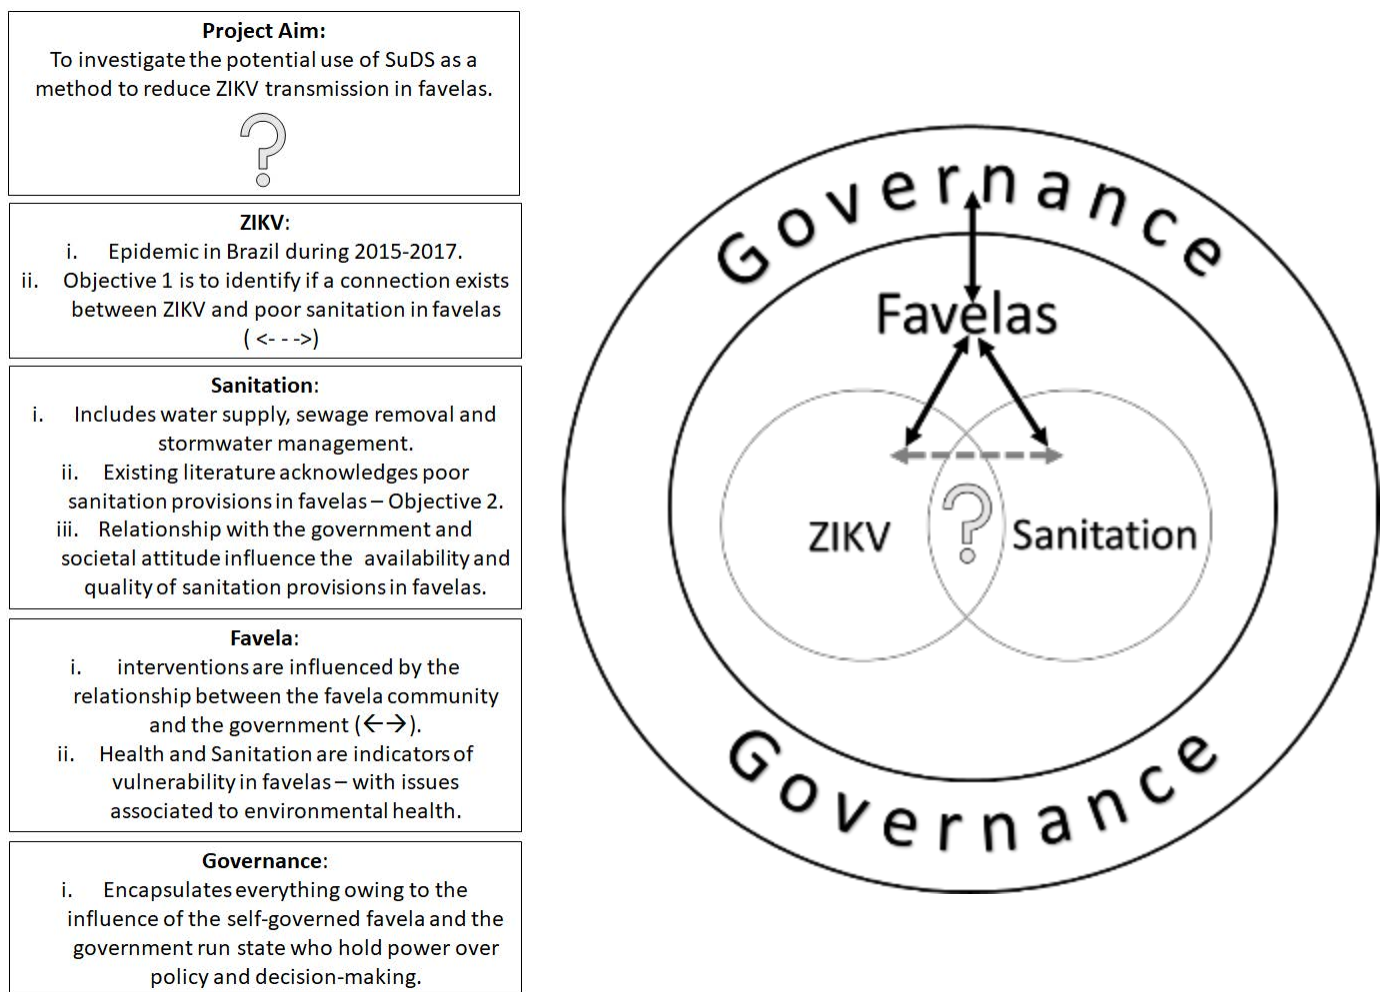 Project Aim:
To investigate the potential use of SuDS as a
method to reduce ZIKV transmission in favelas.
?
ZIKV:
i. Epidemic in Brazil during 2015-2017.
ii. Objective 1 is to identify if a connection exists
between ZIKV and poor sanitation in favelas
( <- - ->)
Sanitation:
i. Includes water supply, sewage removal and
stormwater management.
ii. Existing literature acknowledges poor
sanitation provisions in favelas – Objective 2.
iii. Relationship with the government and
societal attitude influence the availability and
quality of sanitation provisions in favelas.
Favela:
i. interventions are influenced by the
relationship between the favela community
and the government (←→).
ii. Health and Sanitation are indicators of
vulnerability in favelas – with issues
associated to environmental health.
Governance:
i. Encapsulates everything owing to the
influence of the self-governed favela and the
government run state who hold power over
policy and decision-making.
Governance
Favelas
ZIKV ? Sanitation
Governance